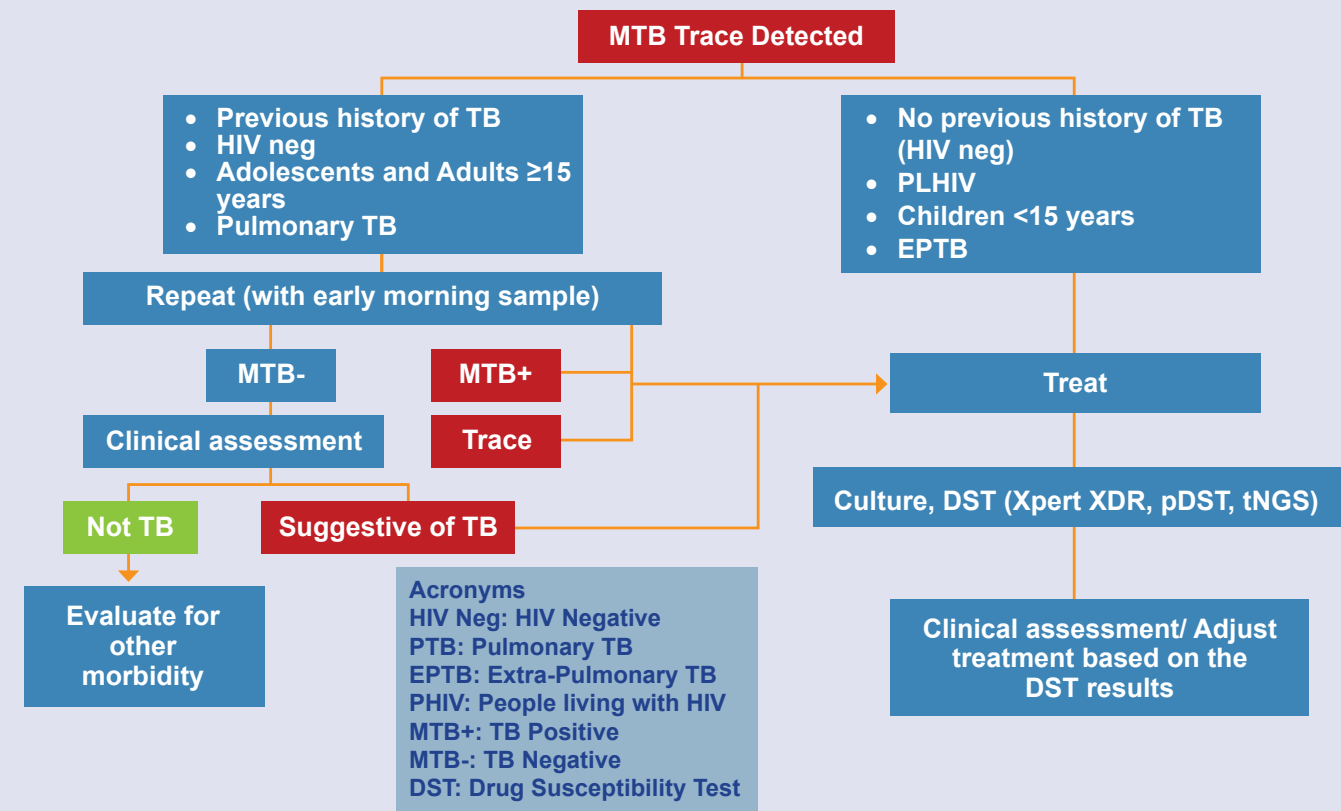 MTB Trace Detected
• Previous history of TB
• HIV neg
• Adolescents and Adults ≥15
years
• Pulmonary TB
• No previous history of TB
(HIV neg)
• PLHIV
• Children <15 years
• EPTB
Repeat (with early morning sample)
MTB-
MTB+
Treat
Clinical assessment
Trace
Not TB
Suggestive of TB
Culture, DST (Xpert XDR, pDST, tNGS)
Evaluate for
other
morbidity
Acronyms
HIV Neg: HIV Negative
PTB: Pulmonary TB
EPTB: Extra-Pulmonary TB
PHIV: People living with HIV
MTB+: TB Positive
MTB-: TB Negative
DST: Drug Susceptibility Test
Clinical assessment/ Adjust
treatment based on the
DST results